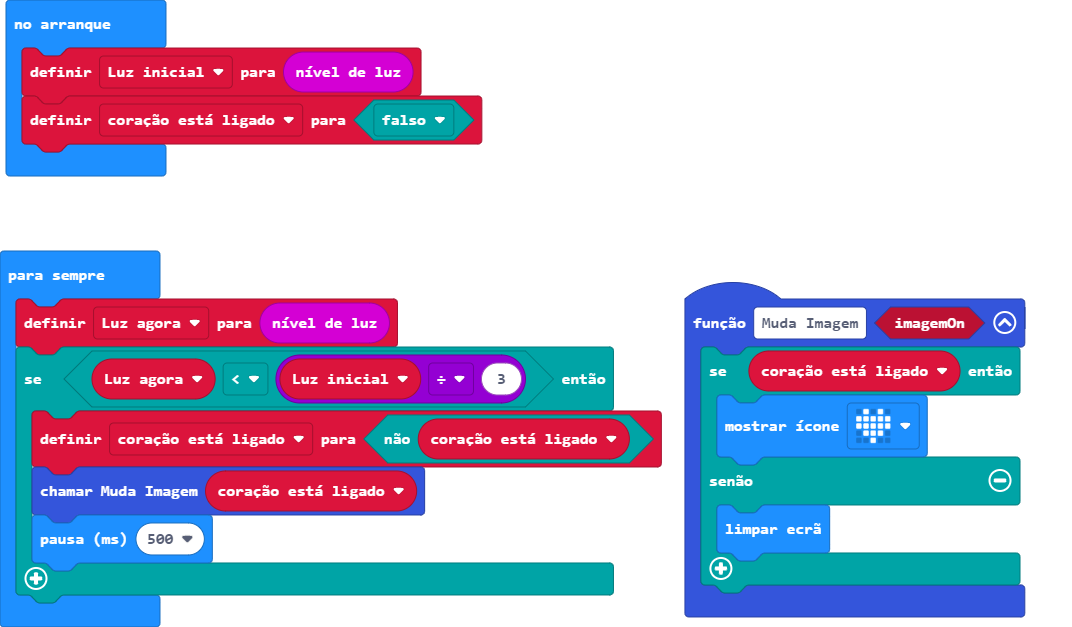 no arranque
definir Luz inicial para nível de luz
definir coração está ligado para falso
para sempre
definir Luz agora para nível de luz
se Luz agora < Luz inicial ÷ 3 então
definir coração está ligado para não coração está ligado
chamar Muda Imagem coração está ligado
pausa (ms) 500
função Muda Imagem imagemOn
se coração está ligado então
mostrar ícone
senão
limpar ecrã